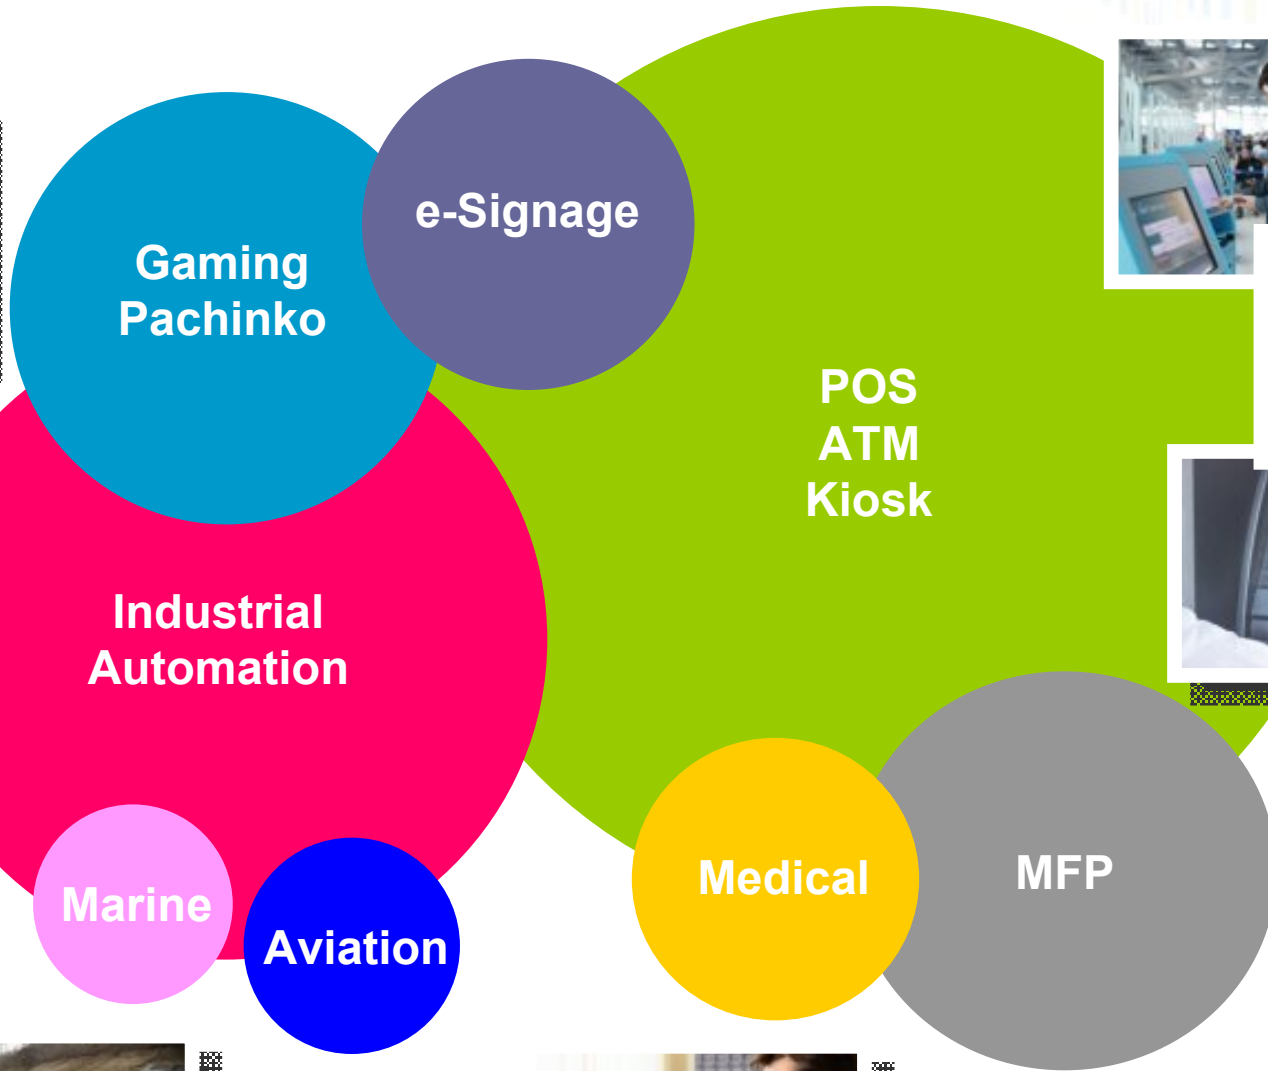 e-Signage
Gaming
Pachinko
POS
ATM
Kiosk
Industrial
Automation
Marine
Aviation
Medical
MFP